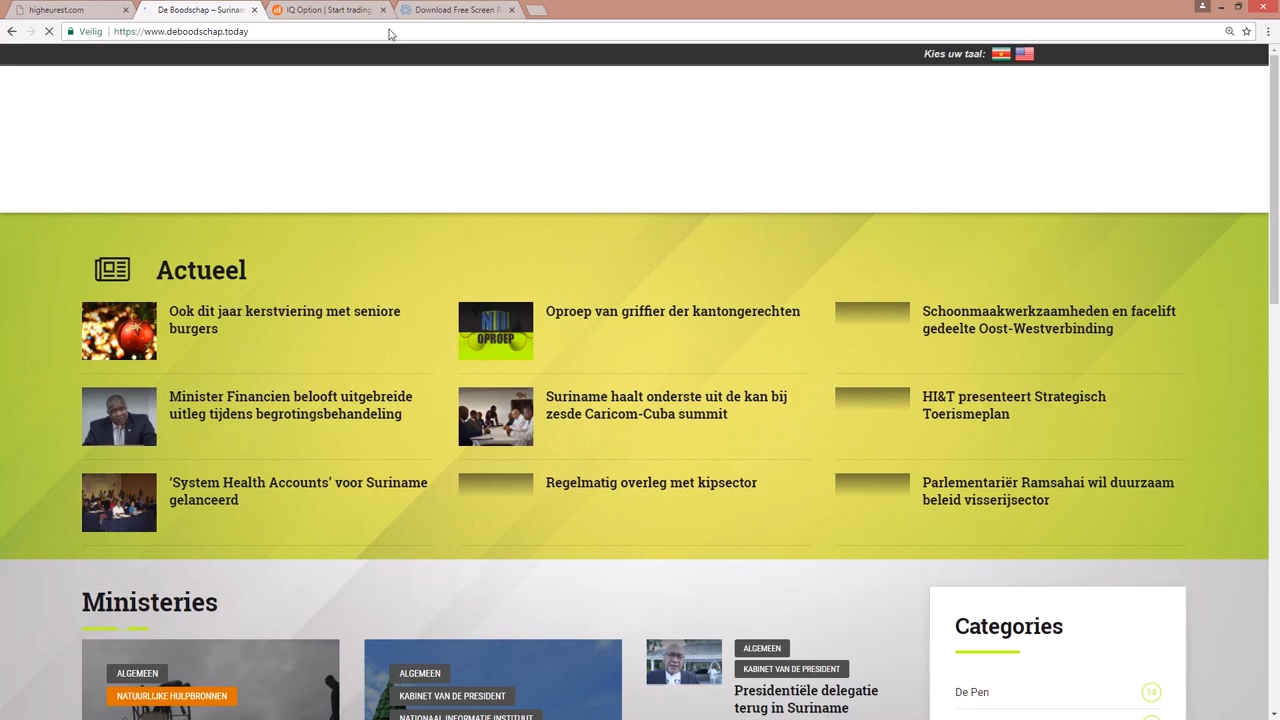 higheurest.com
De Boodschap – Surinam
IQ Option | Start trading
Download Free Screen R
Veilig
https://www.deboodschap.today
Kies uw taal:
Actueel
Ook dit jaar kerstviering met seniore
burgers
OPROEP
Oproep van griffier der kantongerechten
Schoonmaakwerkzaamheden en facelift
gedeelte Oost-Westverbinding
Minister Financien belooft uitgebreide
uitleg tijdens begrotingsbehandeling
Suriname haalt onderste uit de kan bij
zesde Caricom-Cuba summit
HI&T presenteert Strategisch
Toerismeplan
‘System Health Accounts’ voor Suriname
gelanceerd
Regelmatig overleg met kipsector
Parlementariër Ramsahai wil duurzaam
beleid visserijsector
Ministeries
ALGEMEEN
NATUURLIJKE HULPBRONNEN
ALGEMEEN
KABINET VAN DE PRESIDENT
NATIONAAL INFORMATIE INSTITUUT
ALGEMEEN
KABINET VAN DE PRESIDENT
Presidentiële delegatie
terug in Suriname
Categories
De Pen
14